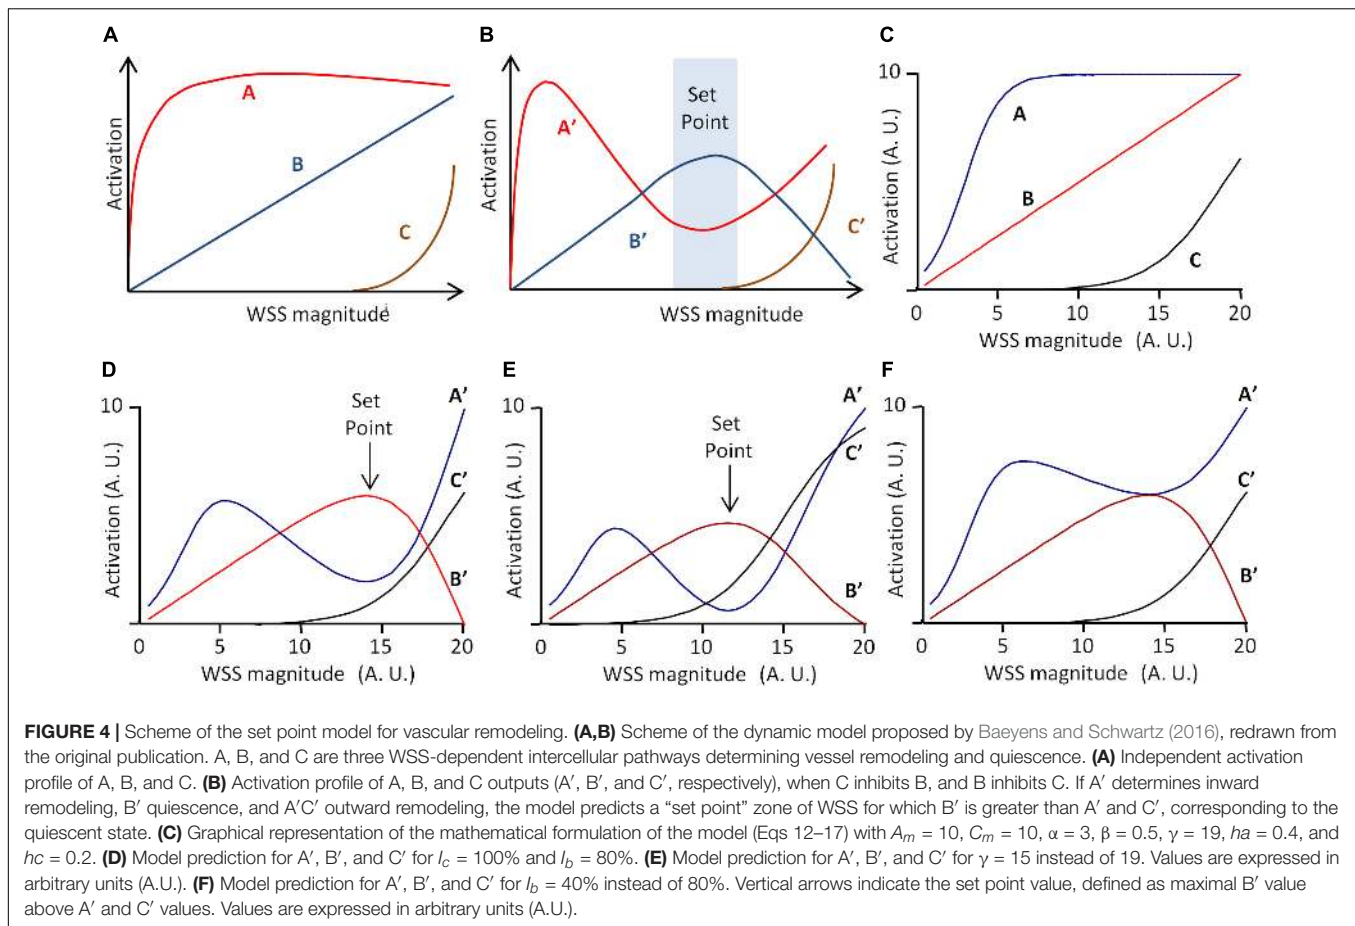 A
Activation
A
B
C
WSS magnitude
B
Activation
A′
B′
Set
Point
C′
WSS magnitude
C
10
Activation (A. U.)
A
B
C
0
5
10
15
20
WSS magnitude (A. U.)
D
10
Activation (A. U.)
Set
Point
A′
C′
B′
0
5
10
15
20
WSS magnitude (A. U.)
E
10
Activation (A. U.)
Set
Point
A′
C′
B′
0
5
10
15
20
WSS magnitude (A. U.)
F
10
Activation (A. U.)
A′
C′
B′
0
5
10
15
20
WSS magnitude (A. U.)
FIGURE 4 | Scheme of the set point model for vascular remodeling. (A,B) Scheme of the dynamic model proposed by Baeyens and Schwartz (2016), redrawn from
the original publication. A, B, and C are three WSS-dependent intercellular pathways determining vessel remodeling and quiescence. (A) Independent activation
profile of A, B, and C. (B) Activation profile of A, B, and C outputs (A′, B′, and C′, respectively), when C inhibits B, and B inhibits C. If A′ determines inward
remodeling, B′ quiescence, and A′C′ outward remodeling, the model predicts a “set point” zone of WSS for which B′ is greater than A′ and C′, corresponding to the
quiescent state. (C) Graphical representation of the mathematical formulation of the model (Eqs 12–17) with Am = 10, Cm = 10, α = 3, β = 0.5, γ = 19, ha = 0.4, and
hc = 0.2. (D) Model prediction for A′, B′, and C′ for Ic = 100% and Ib = 80%. (E) Model prediction for A′, B′, and C′ for γ = 15 instead of 19. Values are expressed in
arbitrary units (A.U.). (F) Model prediction for A′, B′, and C′ for Ib = 40% instead of 80%. Vertical arrows indicate the set point value, defined as maximal B′ value
above A′ and C′ values. Values are expressed in arbitrary units (A.U.).